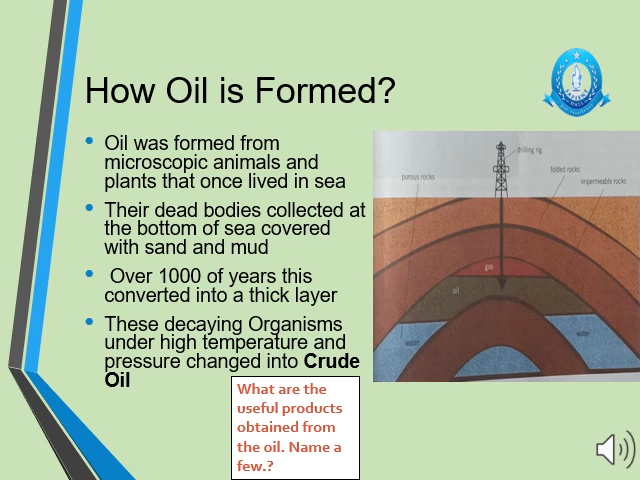 How Oil is Formed?
Oil was formed from
microscopic animals and
plants that once lived in sea
Their dead bodies collected at
the bottom of sea covered
with sand and mud
Over 1000 of years this
converted into a thick layer
These decaying Organisms
under high temperature and
pressure changed into Crude
Oil
What are the
useful products
obtained from
the oil. Name a
few.?
drilling rig
folded rocks
porous rocks
impermeable rocks
gas
oil
water
water